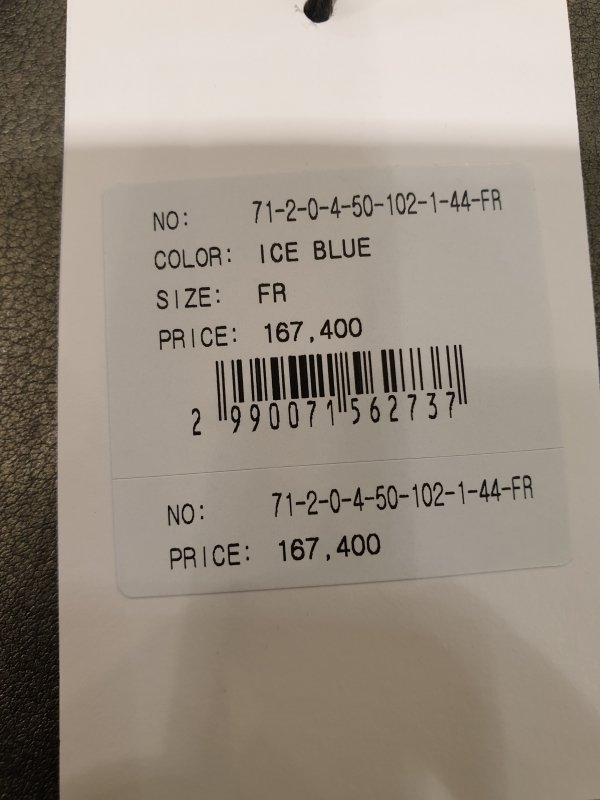 NO: 71-2-0-4-50-102-1-44-FR
COLOR: ICE BLUE
SIZE: FR
PRICE: 167,400
2 990071 562737
NO: 71-2-0-4-50-102-1-44-FR
PRICE: 167,400